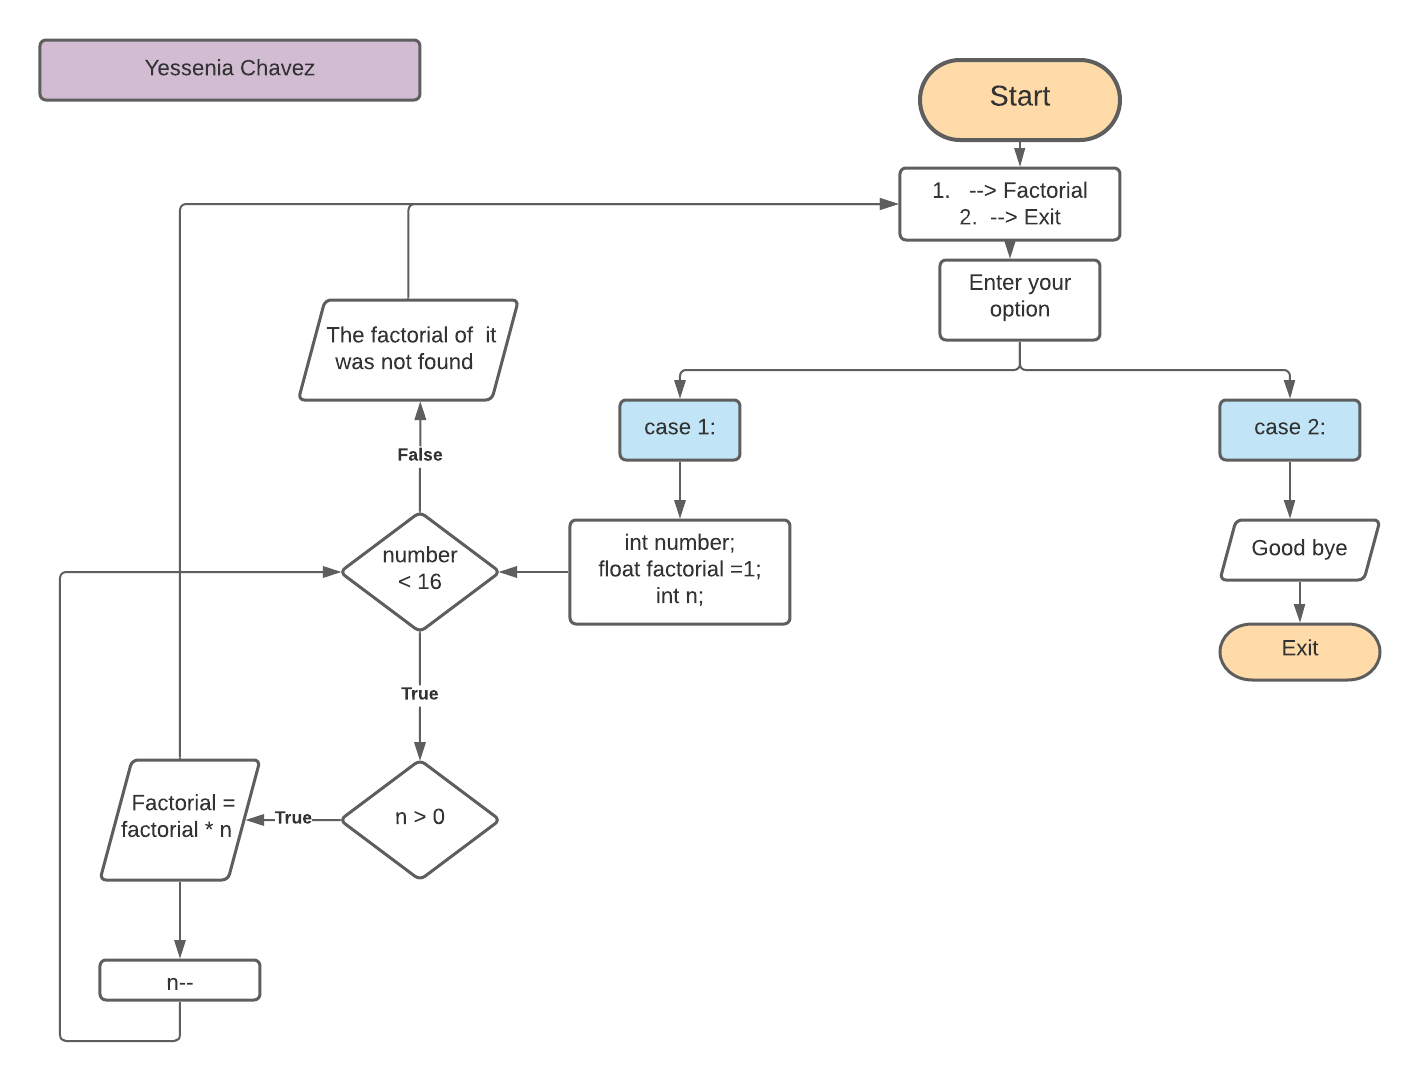 Yessenia Chavez
Start
1.   --> Factorial
2.  --> Exit
Enter your
option
The factorial of  it
was not found
case 1:
case 2:
False
number
< 16
int number;
float factorial =1;
int n;
Good bye
Exit
True
Factorial =
factorial * n
True
n > 0
n--